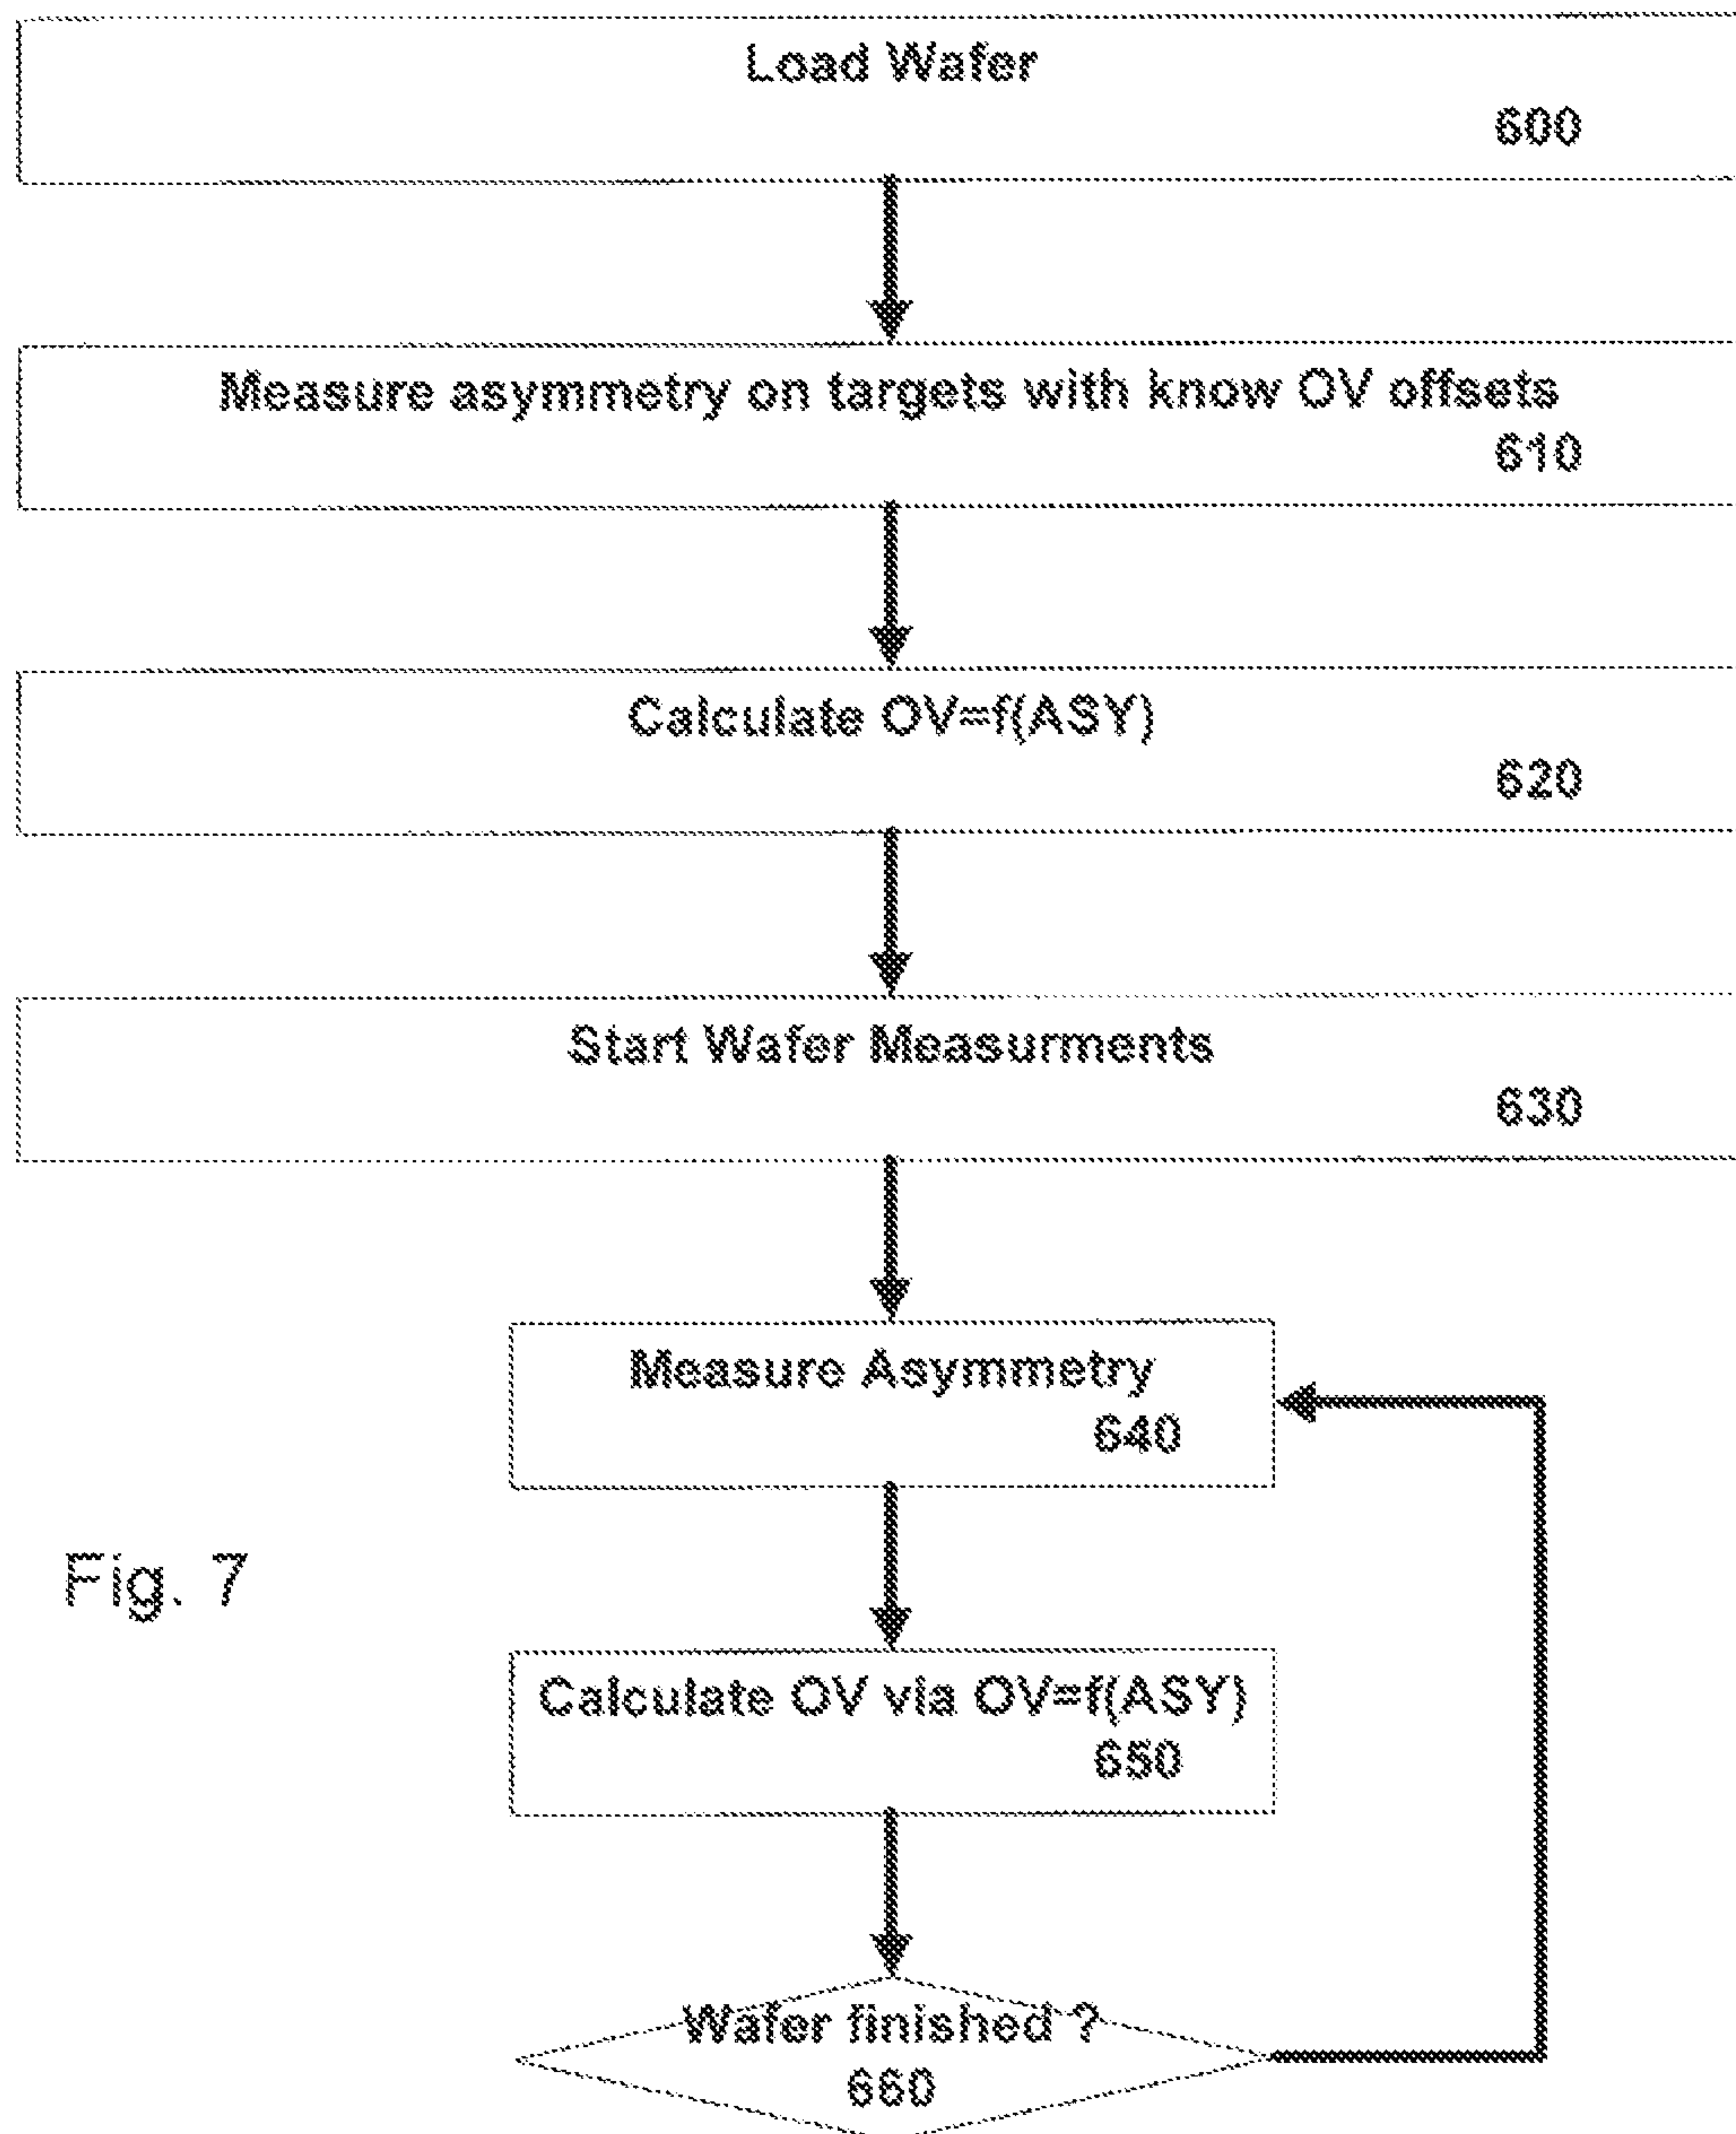 Load Wafer
600
Measure asymmetry on targets with know OV offsets
610
Calculate OV=f(ASY)
620
Start Wafer Measurments
630
Measure Asymmetry
640
Fig. 7
Calculate OV via OV=f(ASY)
650
Wafer finished ?
660